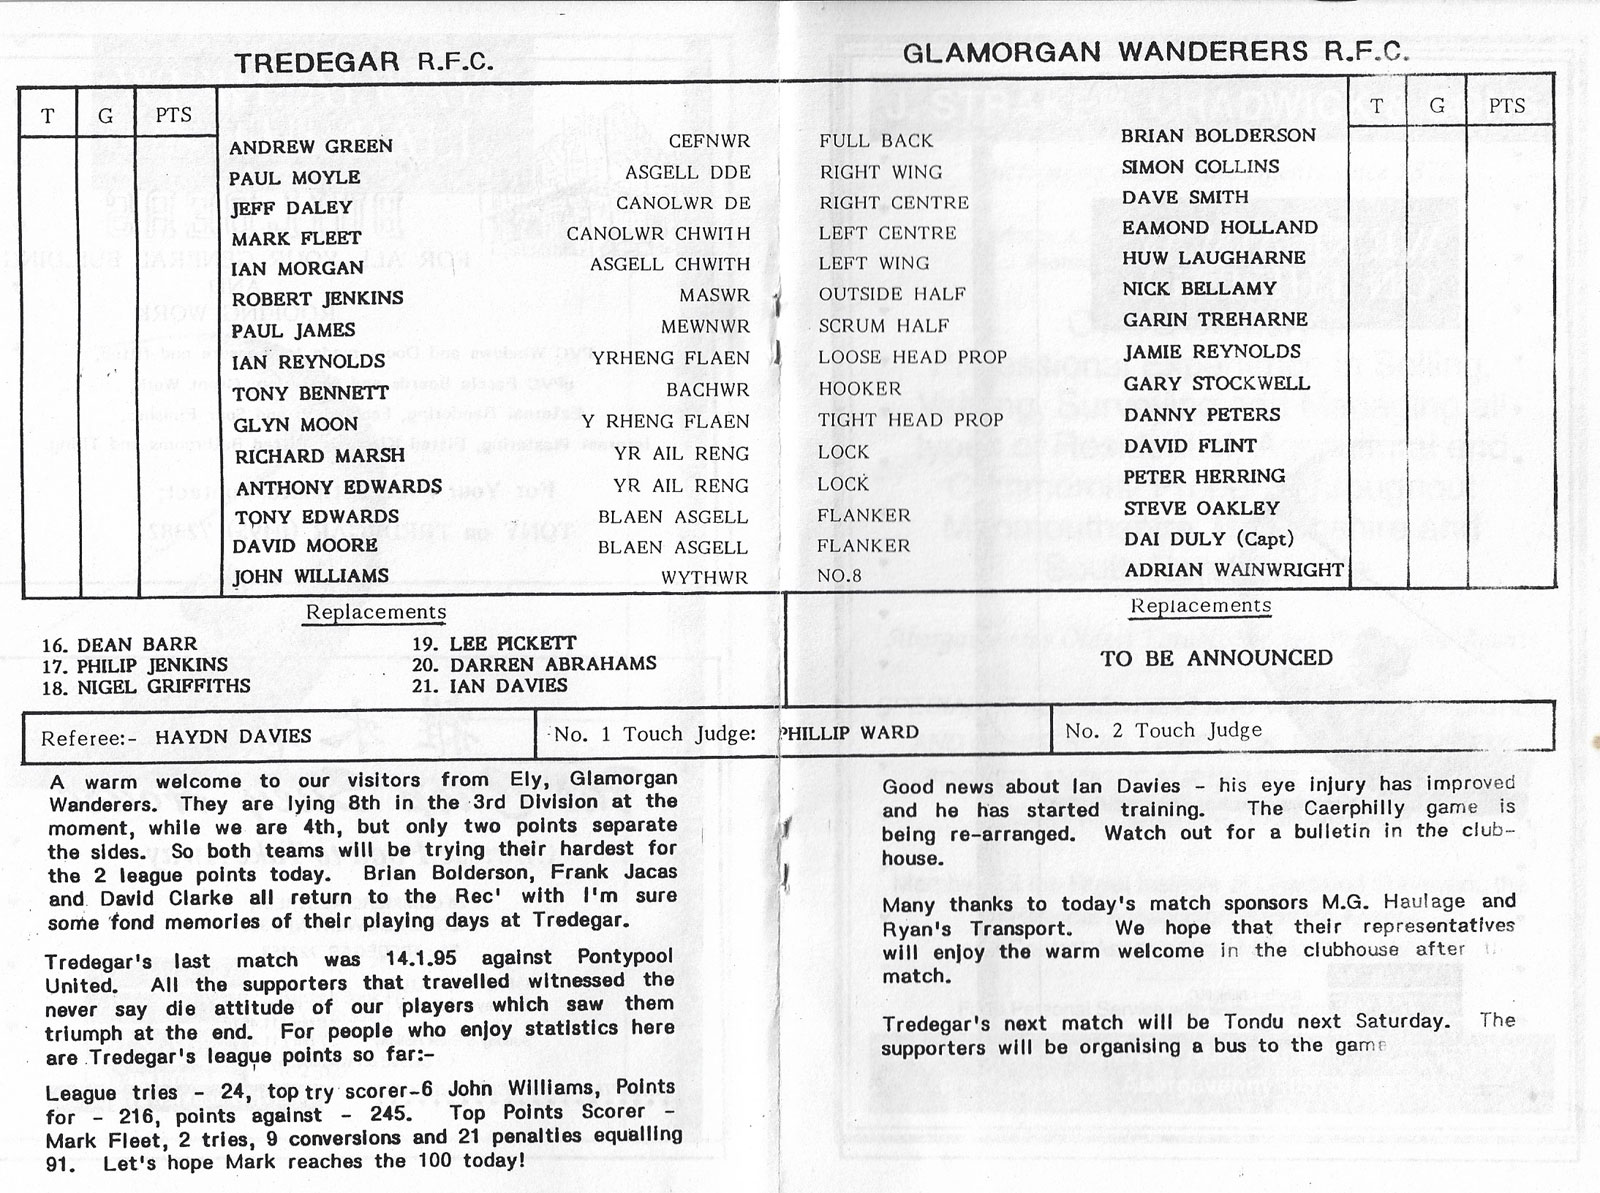 TREDEGAR R.F.C.
GLAMORGAN WANDERERS R.F.C.
T G PTS
T G PTS
ANDREW GREEN CEFNWR FULL BACK BRIAN BOLDERSON
PAUL MOYLE ASGELL DDE RIGHT WING SIMON COLLINS
JEFF DALEY CANOLWR DE RIGHT CENTRE DAVE SMITH
MARK FLEET CANOLWR CHWITH LEFT CENTRE EAMOND HOLLAND
IAN MORGAN ASGELL CHWITH LEFT WING HUW LAUGHARNE
ROBERT JENKINS MASWR OUTSIDE HALF NICK BELLAMY
PAUL JAMES MEWNWR SCRUM HALF GARIN TREHARNE
IAN REYNOLDS YRHENG FLAEN LOOSE HEAD PROP JAMIE REYNOLDS
TONY BENNETT BACHWR HOOKER GARY STOCKWELL
GLYN MOON Y RHENG FLAEN TIGHT HEAD PROP DANNY PETERS
RICHARD MARSH YR AIL RENG LOCK DAVID FLINT
ANTHONY EDWARDS YR AIL RENG LOCK PETER HERRING
TONY EDWARDS BLAEN ASGELL FLANKER STEVE OAKLEY
DAVID MOORE BLAEN ASGELL FLANKER DAI DULY (Capt)
JOHN WILLIAMS WYTHWR NO.8 ADRIAN WAINWRIGHT
Replacements
16. DEAN BARR 19. LEE PICKETT
17. PHILIP JENKINS 20. DARREN ABRAHAMS
18. NIGEL GRIFFITHS 21. IAN DAVIES
Replacements
TO BE ANNOUNCED
Referee:- HAYDN DAVIES No. 1 Touch Judge: PHILLIP WARD No. 2 Touch Judge
A warm welcome to our visitors from Ely, Glamorgan
Wanderers. They are lying 8th in the 3rd Division at the
moment, while we are 4th, but only two points separate
the sides. So both teams will be trying their hardest for
the 2 league points today. Brian Bolderson, Frank Jacas
and David Clarke all return to the Rec' with I'm sure
some fond memories of their playing days at Tredegar.
Tredegar's last match was 14.1.95 against Pontypool
United. All the supporters that travelled witnessed the
never say die attitude of our players which saw them
triumph at the end. For people who enjoy statistics here
are Tredegar's league points so far:-
League tries - 24, top try scorer-6 John Williams, Points
for - 216, points against - 245. Top Points Scorer -
Mark Fleet, 2 tries, 9 conversions and 21 penalties equalling
91. Let's hope Mark reaches the 100 today!
Good news about Ian Davies - his eye injury has improved
and he has started training. The Caerphilly game is
being re-arranged. Watch out for a bulletin in the club-
house.
Many thanks to today's match sponsors M.G. Haulage and
Ryan's Transport. We hope that their representatives
will enjoy the warm welcome in the clubhouse after
match.
Tredegar's next match will be Tondu next Saturday. The
supporters will be organising a bus to the game